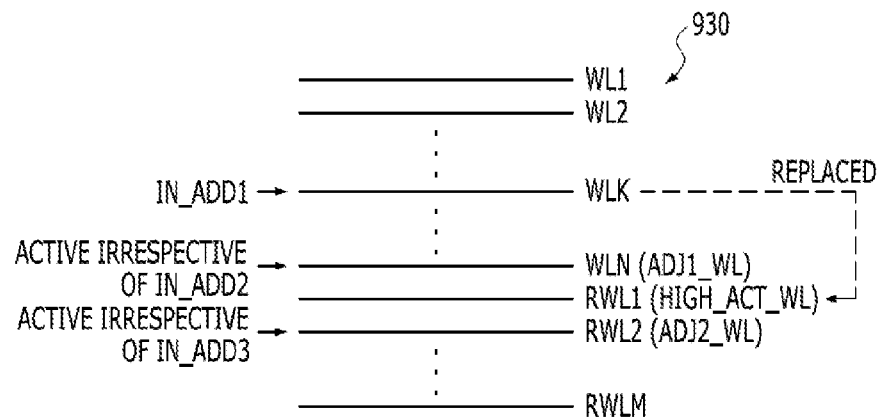 930
WL1
WL2
REPLACED
IN_ADD1
WLK
ACTIVE IRRESPECTIVE
OF IN_ADD2
WLN (ADJ1_WL)
RWL1 (HIGH_ACT_WL)
ACTIVE IRRESPECTIVE
OF IN_ADD3
RWL2 (ADJ2_WL)
RWLM